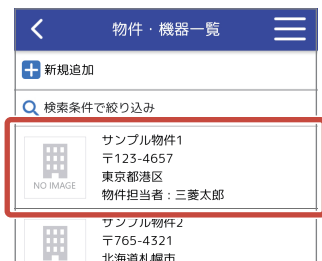 物件・機器一覧
新規追加
検索条件で絞り込み
サンプル物件1
〒123-4657
東京都港区
NO IMAGE
物件担当者：三菱太郎
サンプル物件2
〒765-4321
北海道札幌市